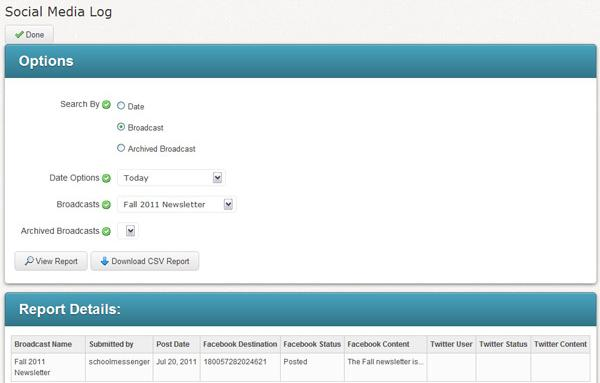 Social Media Log
Done
Options
Search By
Date
Broadcast
Archived Broadcast
Date Options
Today
Broadcasts
Fall 2011 Newsletter
Archived Broadcasts
View Report
Download CSV Report
Report Details:
Broadcast Name Submitted by Post Date Facebook Destination Facebook Status Facebook Content Twitter User Twitter Status Twitter Content
Fall 2011 schoolmessenger Jul 20, 2011 180057282024621 Posted The Fall newsletter is...
Newsletter